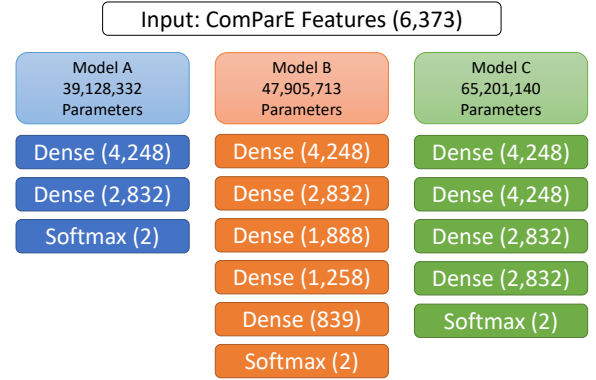 Input: ComParE Features (6,373)
Model A
39,128,332
Parameters
Dense (4,248)
Dense (2,832)
Softmax (2)
Model B
47,905,713
Parameters
Dense (4,248)
Dense (2,832)
Dense (1,888)
Dense (1,258)
Dense (839)
Softmax (2)
Model C
65,201,140
Parameters
Dense (4,248)
Dense (4,248)
Dense (2,832)
Dense (2,832)
Softmax (2)